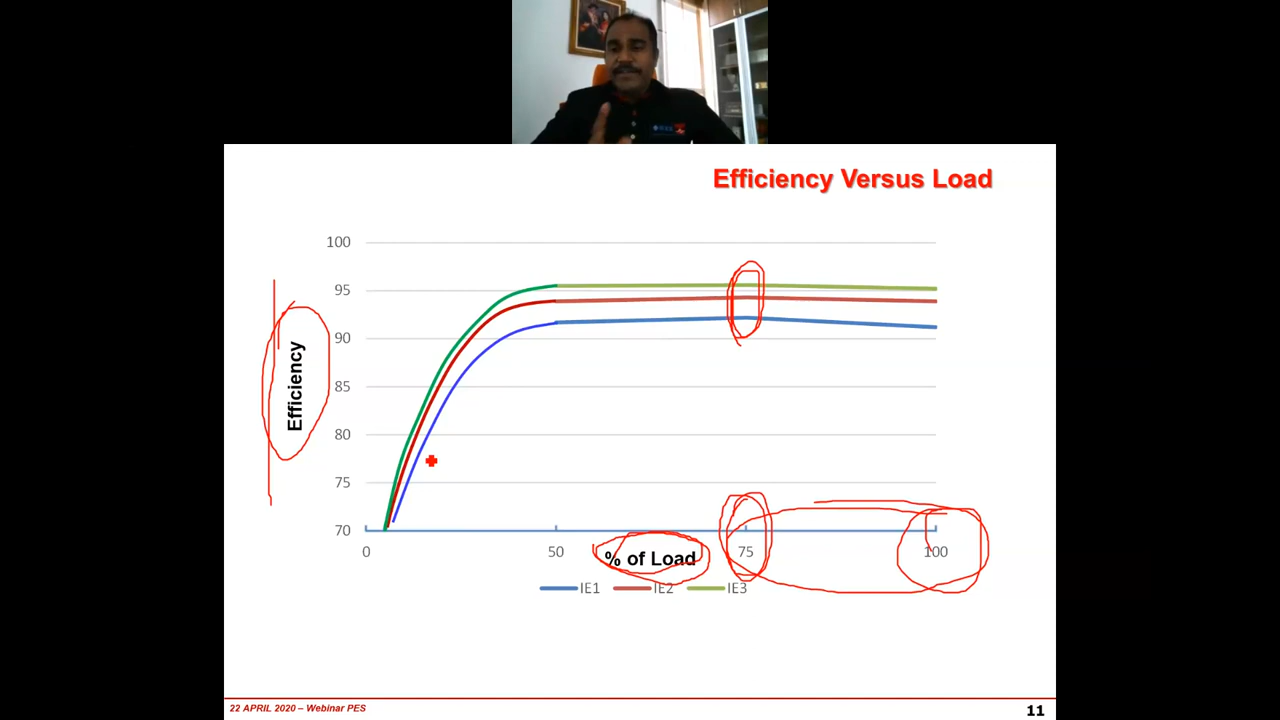 Efficiency Versus Load
100
95
90
85
80
75
70
Efficiency
0 50 75 100
% of Load
IE1 IE2 IE3
22 APRIL 2020 – Webinar PES
11